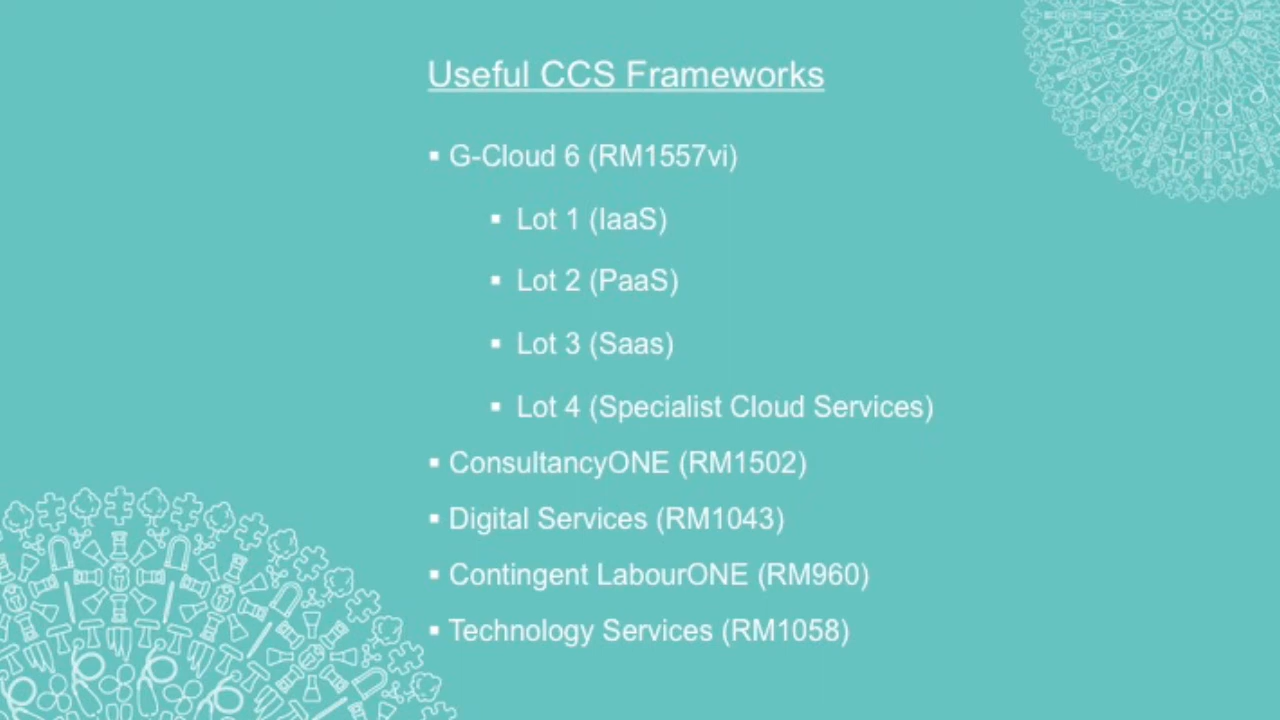 Useful CCS Frameworks
▪ G-Cloud 6 (RM1557vi)
▪ Lot 1 (IaaS)
▪ Lot 2 (PaaS)
▪ Lot 3 (Saas)
▪ Lot 4 (Specialist Cloud Services)
▪ ConsultancyONE (RM1502)
▪ Digital Services (RM1043)
▪ Contingent LabourONE (RM960)
▪ Technology Services (RM1058)